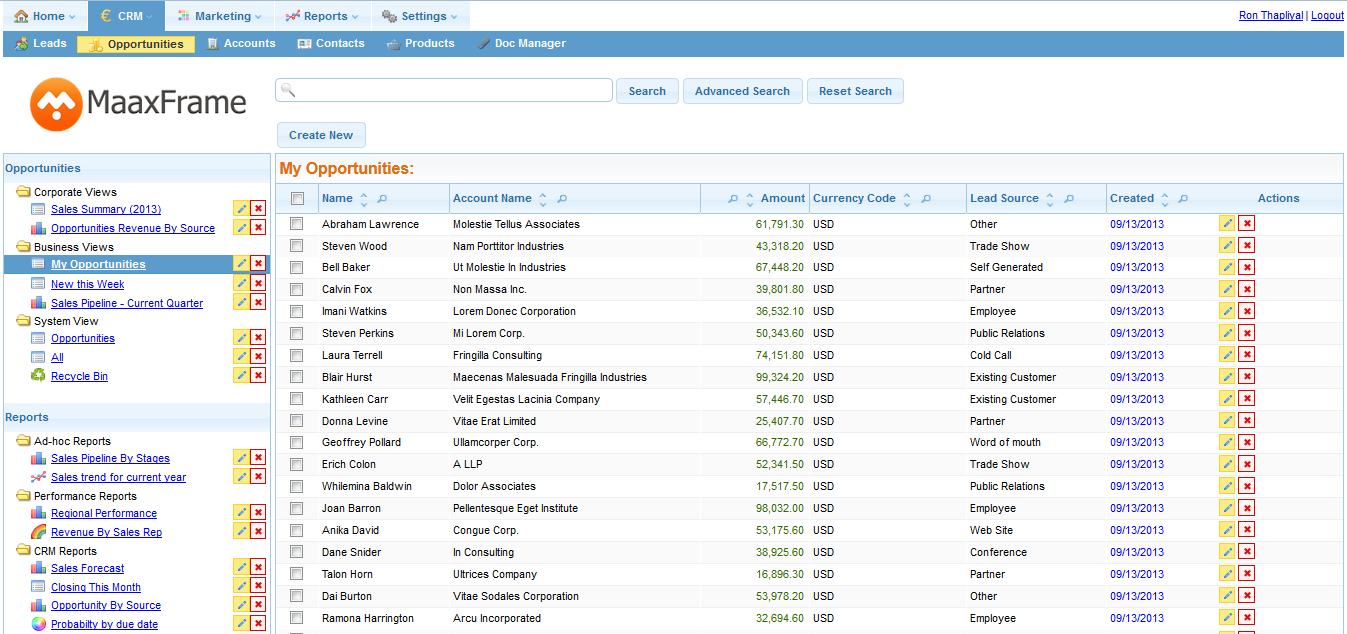 Home CRM Marketing Reports Settings Ron Thapliyal | Logout
Leads Opportunities Accounts Contacts Products Doc Manager
MaaxFrame
Search Advanced Search Reset Search
Create New
Opportunities
Corporate Views
Sales Summary (2013)
Opportunities Revenue By Source
Business Views
My Opportunities
New this Week
Sales Pipeline - Current Quarter
System View
Opportunities
All
Recycle Bin
Reports
Ad-hoc Reports
Sales Pipeline By Stages
Sales trend for current year
Performance Reports
Regional Performance
Revenue By Sales Rep
CRM Reports
Sales Forecast
Closing This Month
Opportunity By Source
Probabilty by due date
My Opportunities:
Name Account Name Amount Currency Code Lead Source Created Actions
Abraham Lawrence Molestie Tellus Associates 61,791.30 USD Other 09/13/2013
Steven Wood Nam Porttitor Industries 43,318.20 USD Trade Show 09/13/2013
Bell Baker Ut Molestie In Industries 67,448.20 USD Self Generated 09/13/2013
Calvin Fox Non Massa Inc. 39,801.80 USD Partner 09/13/2013
Imani Watkins Lorem Donec Corporation 36,532.10 USD Employee 09/13/2013
Steven Perkins Mi Lorem Corp. 50,343.60 USD Public Relations 09/13/2013
Laura Terrell Fringilla Consulting 74,151.80 USD Cold Call 09/13/2013
Blair Hurst Maecenas Malesuada Fringilla Industries 99,324.20 USD Existing Customer 09/13/2013
Kathleen Carr Velit Egestas Lacinia Company 57,446.70 USD Existing Customer 09/13/2013
Donna Levine Vitae Erat Limited 25,407.70 USD Partner 09/13/2013
Geoffrey Pollard Ullamcorper Corp. 66,772.70 USD Word of mouth 09/13/2013
Erich Colon A LLP 52,341.50 USD Trade Show 09/13/2013
Whilemina Baldwin Dolor Associates 17,517.50 USD Public Relations 09/13/2013
Joan Barron Pellentesque Eget Institute 98,032.00 USD Employee 09/13/2013
Anika David Congue Corp. 53,175.60 USD Web Site 09/13/2013
Dane Snider In Consulting 38,925.60 USD Conference 09/13/2013
Talon Horn Ultrices Company 16,896.30 USD Partner 09/13/2013
Dai Burton Vitae Sodales Corporation 53,978.20 USD Other 09/13/2013
Ramona Harrington Arcu Incorporated 32,694.60 USD Employee 09/13/2013